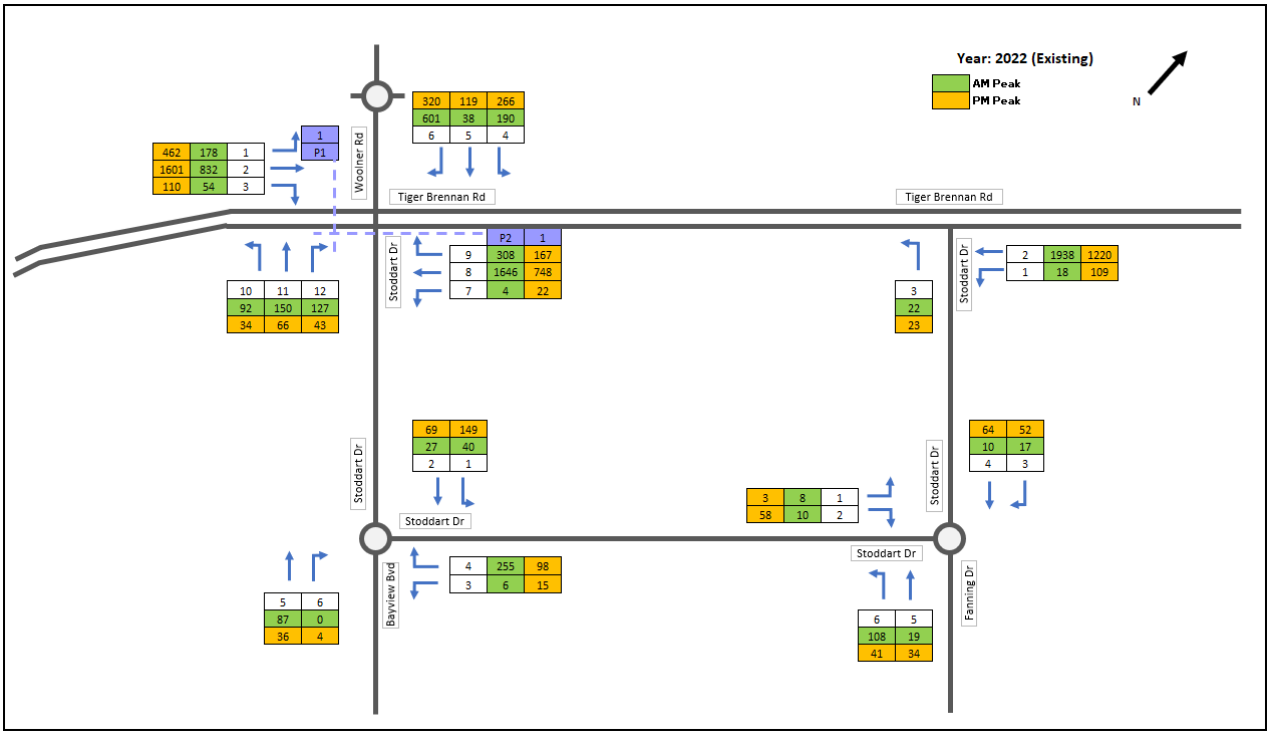 Year: 2022 (Existing)
AM Peak
PM Peak
N
320 119 266
601 38 190
6 5 4
Woolner Rd
1
P1
462 178 1
1601 832 2
110 54 3
Tiger Brennan Rd
Tiger Brennan Rd
Stoddart Dr
P2 1
9 308 167
8 1646 748
7 4 22
10 11 12
92 150 127
34 66 43
3
22
23
Stoddart Dr
2 1938 1220
1 18 109
Stoddart Dr
69 149
27 40
2 1
Stoddart Dr
Stoddart Dr
64 52
10 17
4 3
3 8 1
58 10 2
Stoddart Dr
Bayview Bvd
4 255 98
3 6 15
5 6
87 0
36 4
6 5
108 19
41 34
Fanning Dr